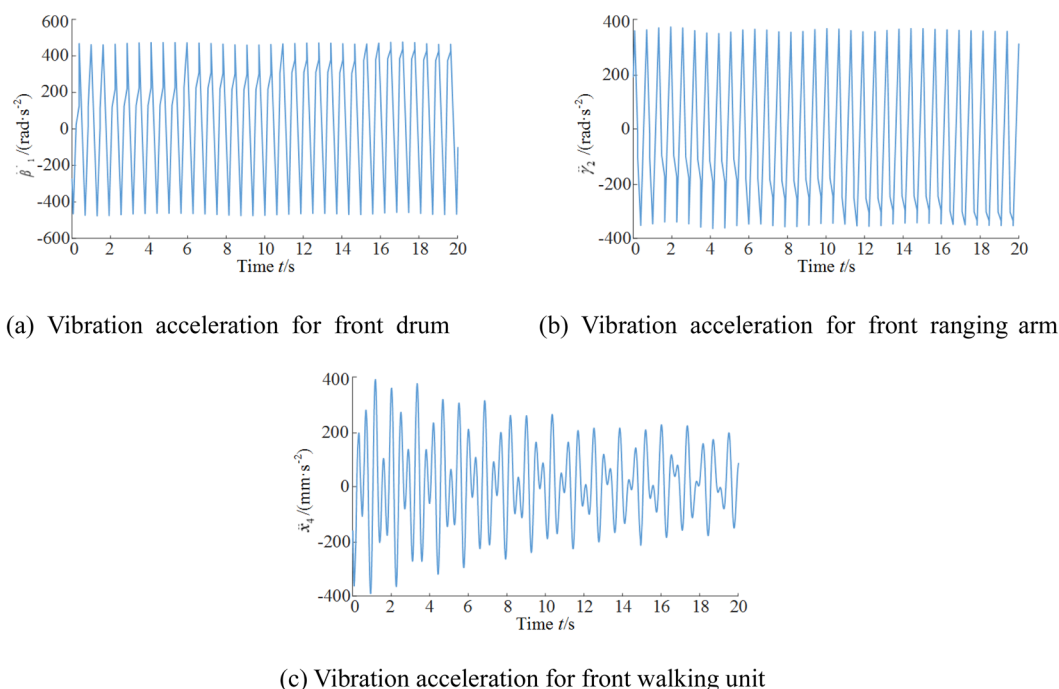 600
400
200
0
-200
-400
-600
β̈₁/(rad·s⁻²)
0 2 4 6 8 10 12 14 16 18 20
Time t/s
(a) Vibration acceleration for front drum
400
200
0
-200
-400
γ̈₂/(rad·s⁻²)
0 2 4 6 8 10 12 14 16 18 20
Time t/s
(b) Vibration acceleration for front ranging arm
400
200
0
-200
-400
ẍ₄/(mm·s⁻²)
0 2 4 6 8 10 12 14 16 18 20
Time t/s
(c) Vibration acceleration for front walking unit